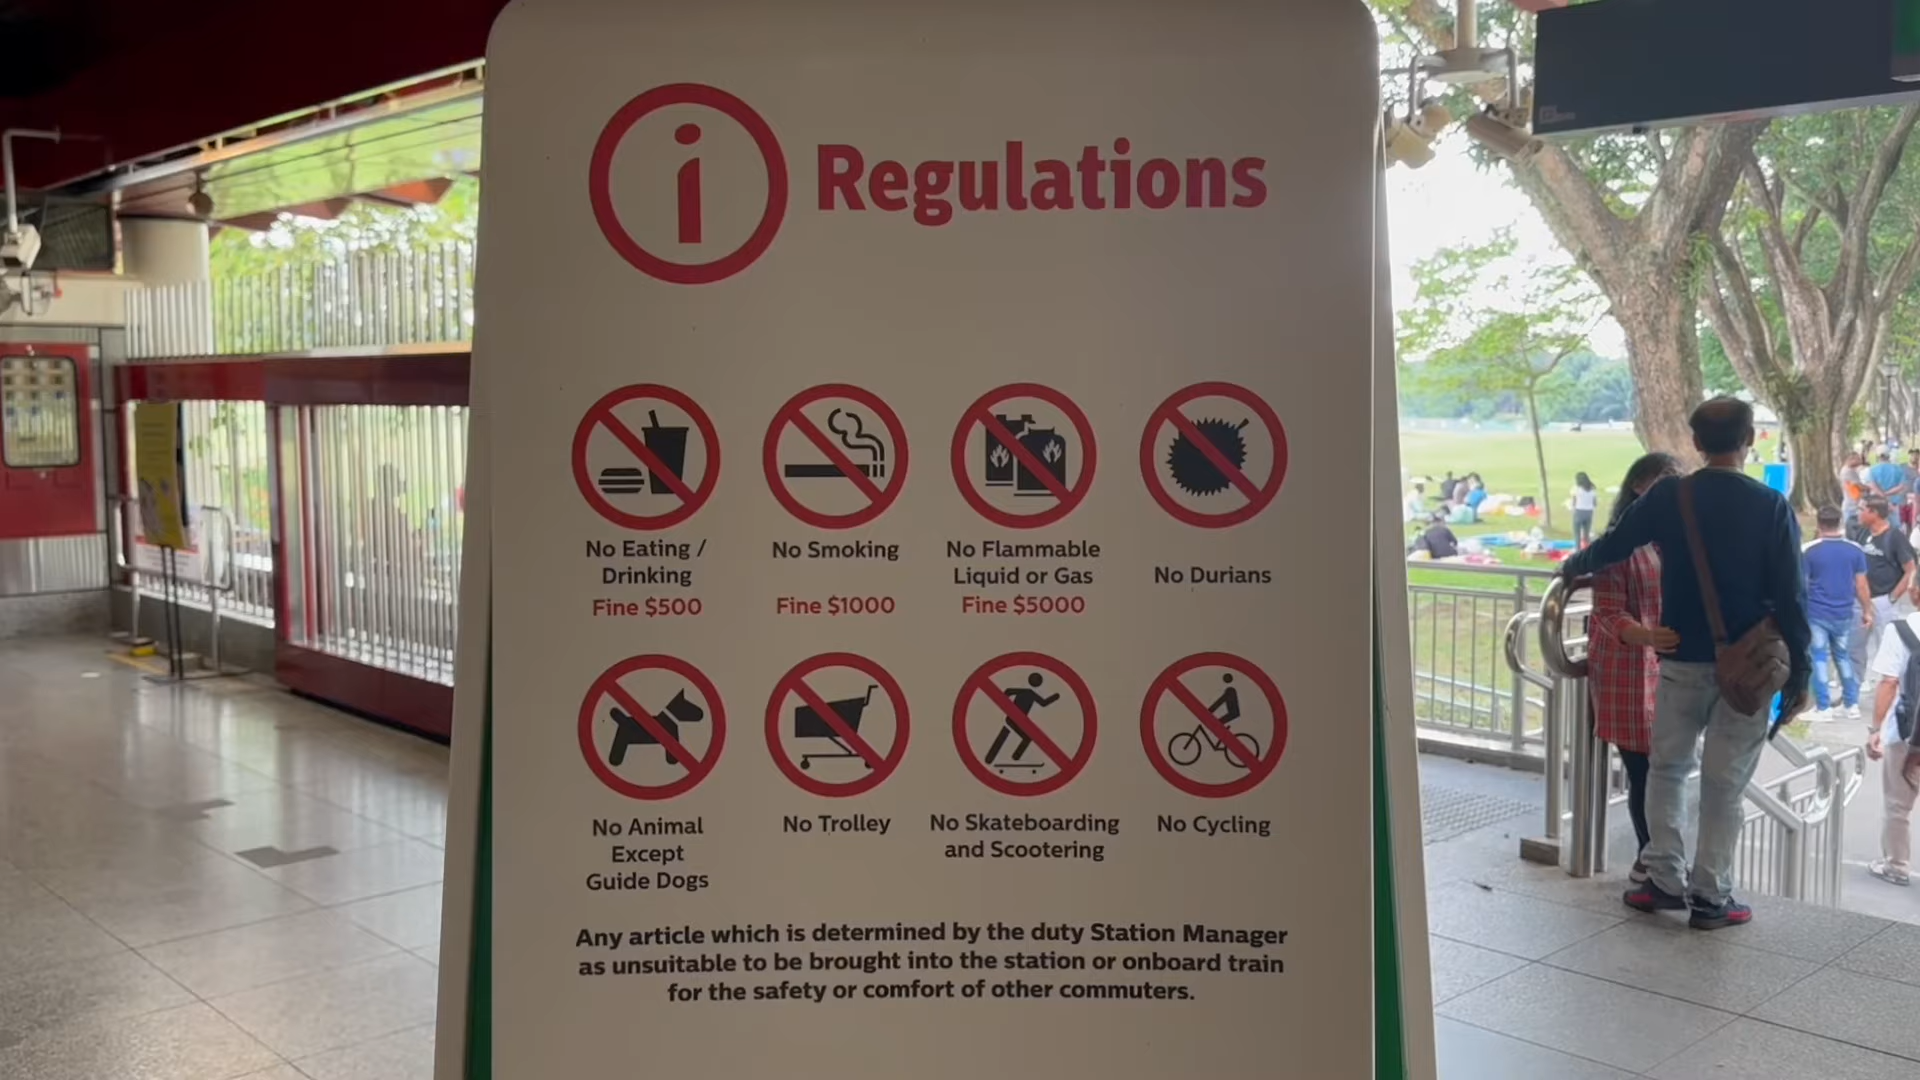 i Regulations
No Eating /
Drinking
Fine $500
No Smoking
Fine $1000
No Flammable
Liquid or Gas
Fine $5000
No Durians
No Animal
Except
Guide Dogs
No Trolley
No Skateboarding
and Scootering
No Cycling
Any article which is determined by the duty Station Manager
as unsuitable to be brought into the station or onboard train
for the safety or comfort of other commuters.